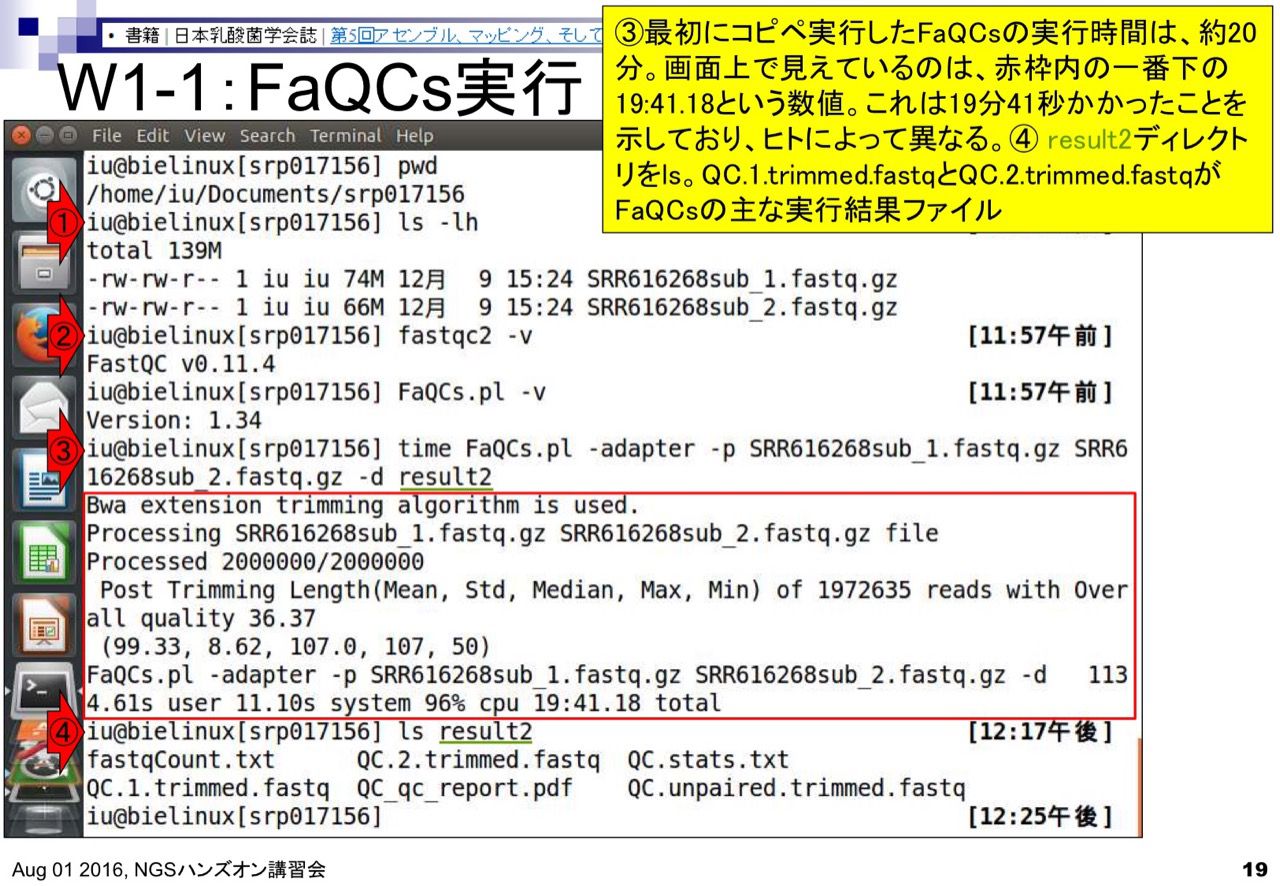 • 書籍 | 日本乳酸菌学会誌 | 第5回アセンブル、マッピング、そして
W1-1：FaQCs実行
③最初にコピペ実行したFaQCsの実行時間は、約20
分。画面上で見えているのは、赤枠内の一番下の
19:41.18という数値。これは19分41秒かかったことを
示しており、ヒトによって異なる。④ result2ディレクト
リをls。QC.1.trimmed.fastqとQC.2.trimmed.fastqが
FaQCsの主な実行結果ファイル
File Edit View Search Terminal Help
iu@bielinux[srp017156] pwd
/home/iu/Documents/srp017156
① iu@bielinux[srp017156] ls -lh
total 139M
-rw-rw-r-- 1 iu iu 74M 12月  9 15:24 SRR616268sub_1.fastq.gz
-rw-rw-r-- 1 iu iu 66M 12月  9 15:24 SRR616268sub_2.fastq.gz
② iu@bielinux[srp017156] fastqc2 -v [11:57午前]
FastQC v0.11.4
iu@bielinux[srp017156] FaQCs.pl -v [11:57午前]
Version: 1.34
③ iu@bielinux[srp017156] time FaQCs.pl -adapter -p SRR616268sub_1.fastq.gz SRR6
16268sub_2.fastq.gz -d result2
Bwa extension trimming algorithm is used.
Processing SRR616268sub_1.fastq.gz SRR616268sub_2.fastq.gz file
Processed 2000000/2000000
Post Trimming Length(Mean, Std, Median, Max, Min) of 1972635 reads with Over
all quality 36.37
(99.33, 8.62, 107.0, 107, 50)
FaQCs.pl -adapter -p SRR616268sub_1.fastq.gz SRR616268sub_2.fastq.gz -d   113
4.61s user 11.10s system 96% cpu 19:41.18 total
④ iu@bielinux[srp017156] ls result2 [12:17午後]
fastqCount.txt QC.2.trimmed.fastq QC.stats.txt
QC.1.trimmed.fastq QC_qc_report.pdf QC.unpaired.trimmed.fastq
iu@bielinux[srp017156] [12:25午後]
Aug 01 2016, NGSハンズオン講習会
19